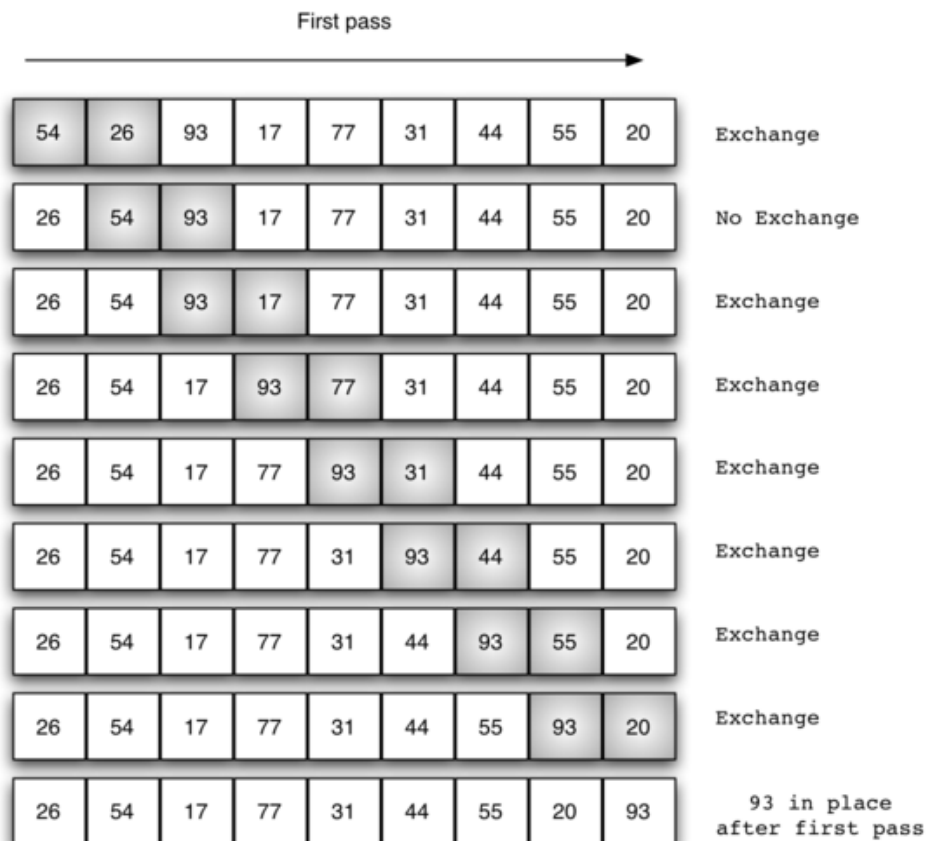 First pass
54 26 93 17 77 31 44 55 20 Exchange
26 54 93 17 77 31 44 55 20 No Exchange
26 54 93 17 77 31 44 55 20 Exchange
26 54 17 93 77 31 44 55 20 Exchange
26 54 17 77 93 31 44 55 20 Exchange
26 54 17 77 31 93 44 55 20 Exchange
26 54 17 77 31 44 93 55 20 Exchange
26 54 17 77 31 44 55 93 20 Exchange
26 54 17 77 31 44 55 20 93 93 in place
after first pass